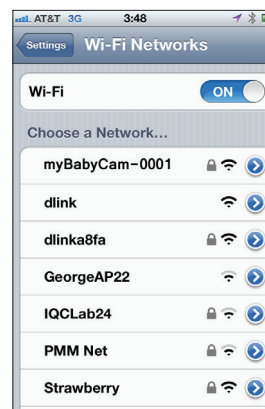 AT&T 3G 3:48
Settings Wi-Fi Networks
Wi-Fi ON
Choose a Network...
myBabyCam-0001
dlink
dlinka8fa
GeorgeAP22
IQCLab24
PMM Net
Strawberry